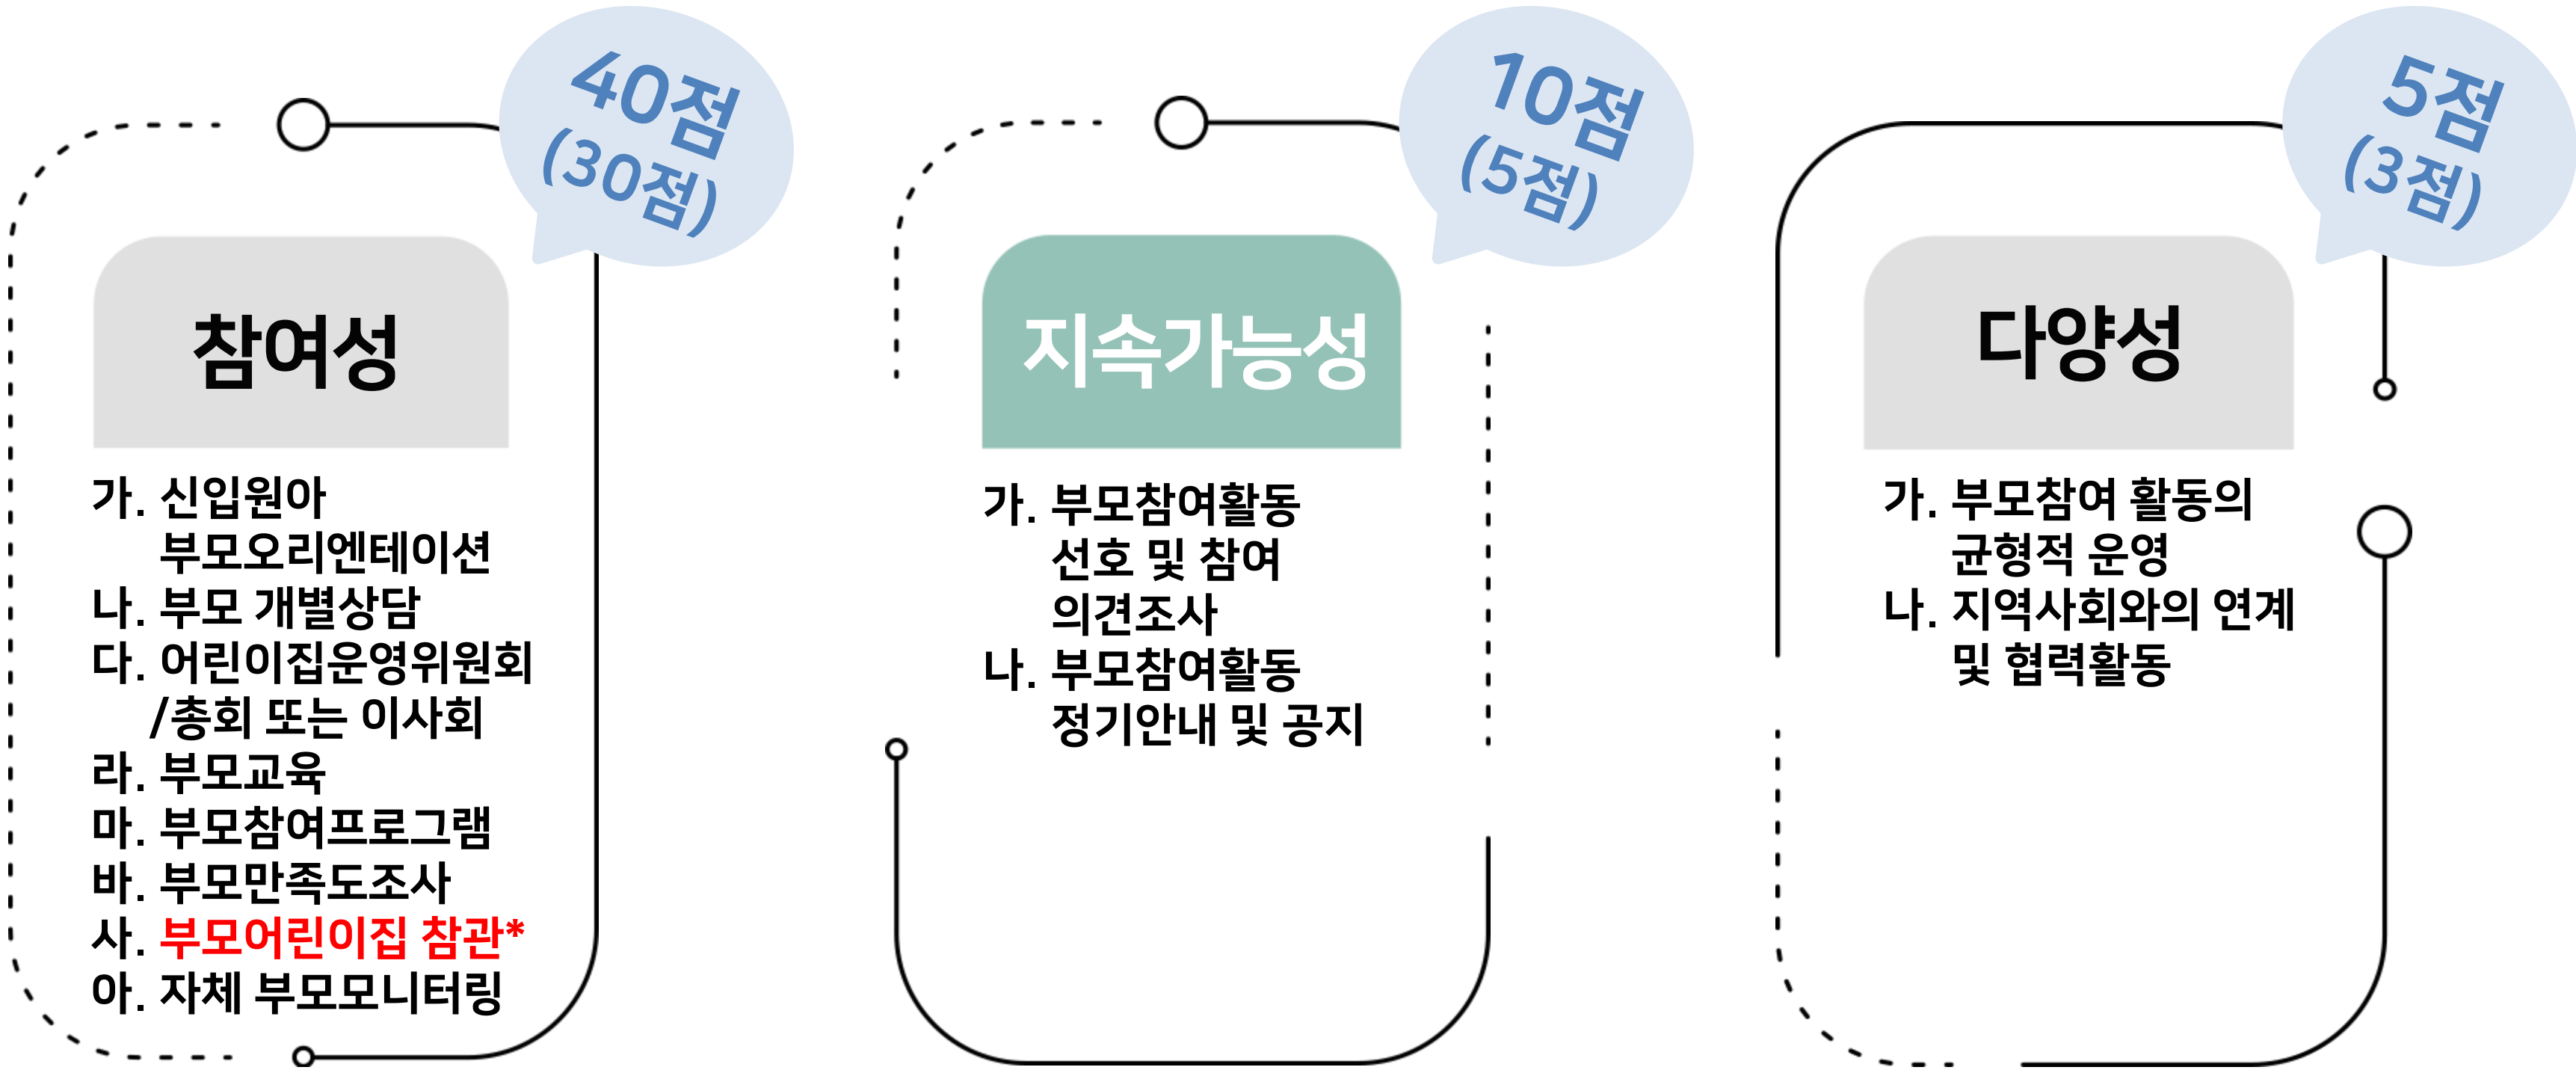 40점
(30점)
참여성
가. 신입원아
부모오리엔테이션
나. 부모 개별상담
다. 어린이집운영위원회
/총회 또는 이사회
라. 부모교육
마. 부모참여프로그램
바. 부모만족도조사
사. 부모어린이집 참관*
아. 자체 부모모니터링
10점
(5점)
지속가능성
가. 부모참여활동
선호 및 참여
의견조사
나. 부모참여활동
정기안내 및 공지
5점
(3점)
다양성
가. 부모참여 활동의
균형적 운영
나. 지역사회와의 연계
및 협력활동